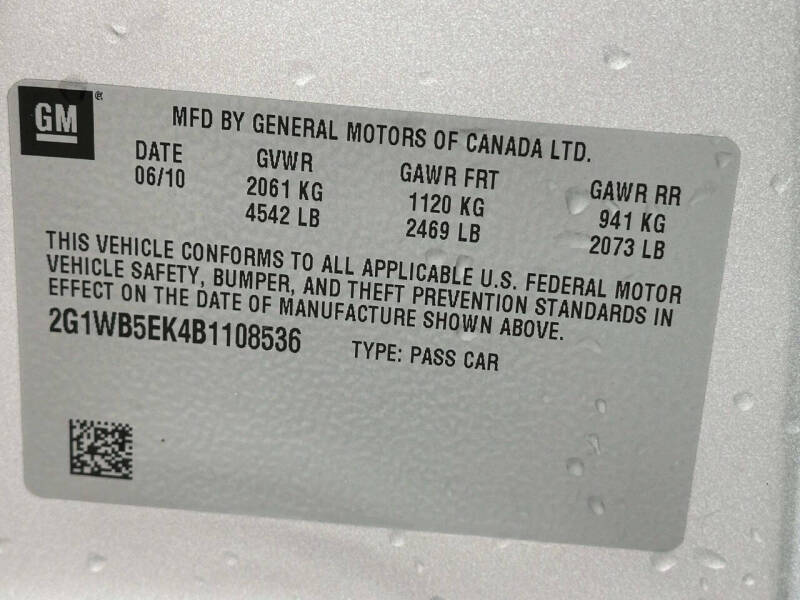 GM
MFD BY GENERAL MOTORS OF CANADA LTD.
DATE GVWR GAWR FRT GAWR RR
06/10 2061 KG 1120 KG 941 KG
4542 LB 2469 LB 2073 LB
THIS VEHICLE CONFORMS TO ALL APPLICABLE U.S. FEDERAL MOTOR
VEHICLE SAFETY, BUMPER, AND THEFT PREVENTION STANDARDS IN
EFFECT ON THE DATE OF MANUFACTURE SHOWN ABOVE.
2G1WB5EK4B1108536 TYPE: PASS CAR